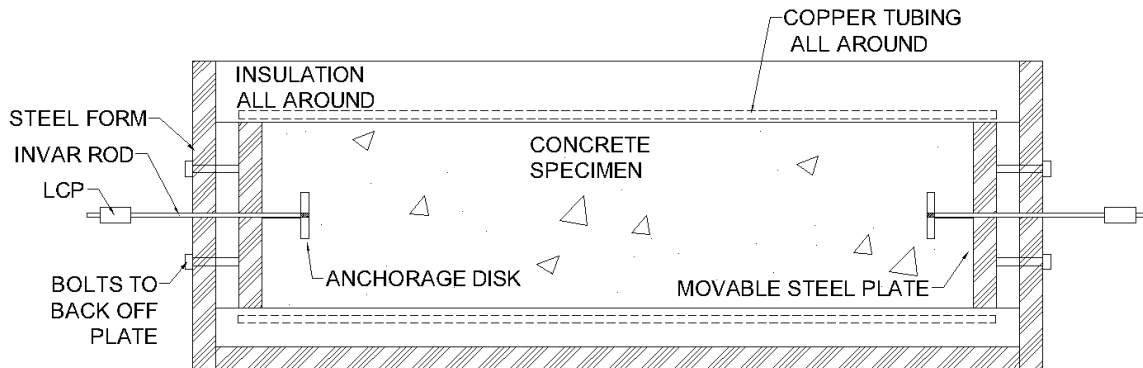 COPPER TUBING
ALL AROUND
INSULATION
ALL AROUND
STEEL FORM
INVAR ROD
LCP
CONCRETE
SPECIMEN
ANCHORAGE DISK
MOVABLE STEEL PLATE
BOLTS TO
BACK OFF
PLATE